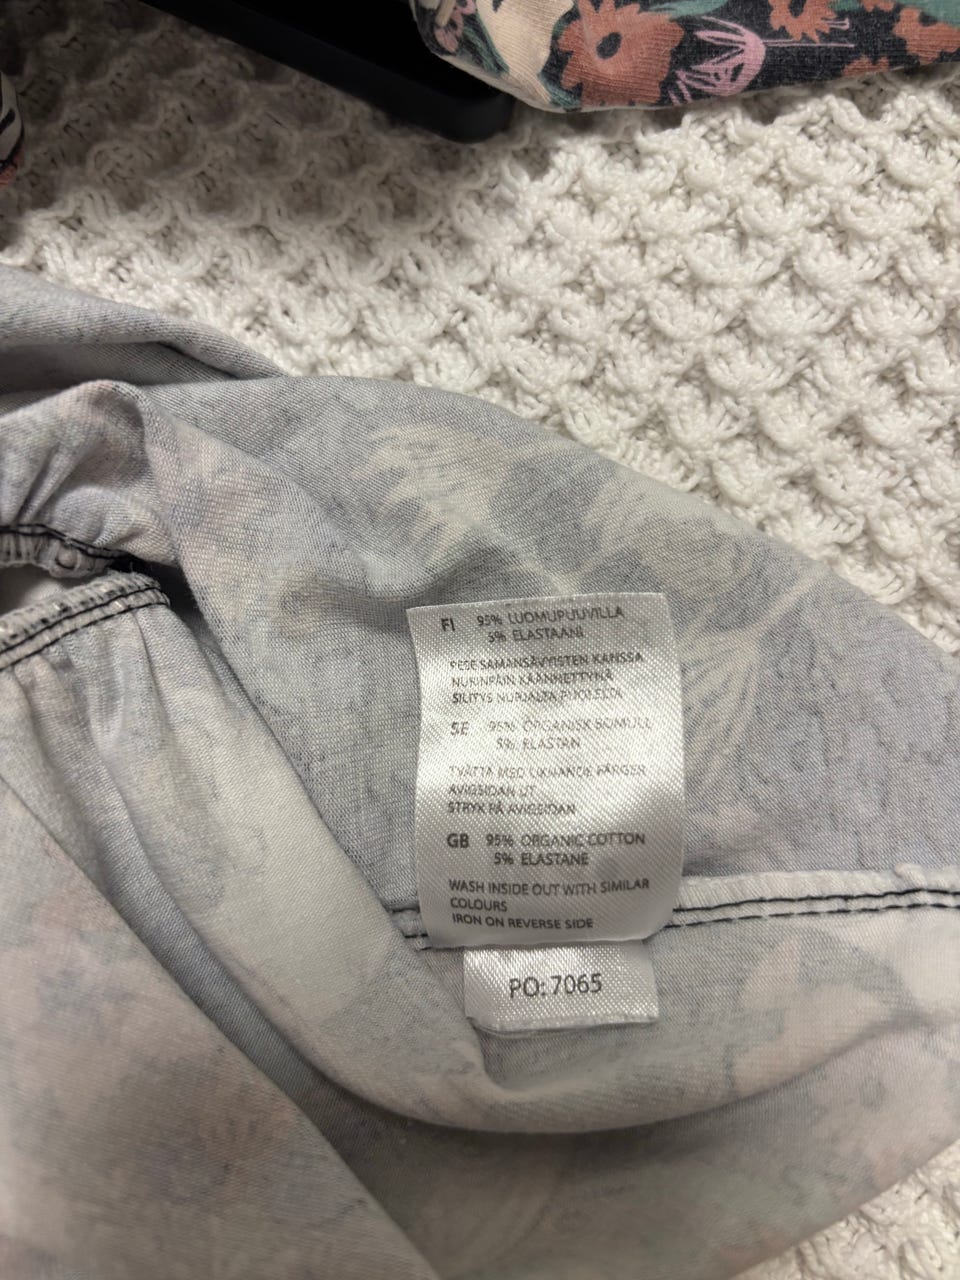 FI 95% LUOMUPUUVILLA
5% ELASTAANI
PESE SAMANSÄVYISTEN KANSSA
NURINPÄIN KÄÄNNETTYNÄ
SILITYS NURJALTA PUOLELTA
SE 95% ORGANISK BOMULL
5% ELASTAN
TVÄTTA MED LIKNANDE FÄRGER
AVIGSIDAN UT
STRYK PÅ AVIGSIDAN
GB 95% ORGANIC COTTON
5% ELASTANE
WASH INSIDE OUT WITH SIMILAR
COLOURS
IRON ON REVERSE SIDE
PO: 7065